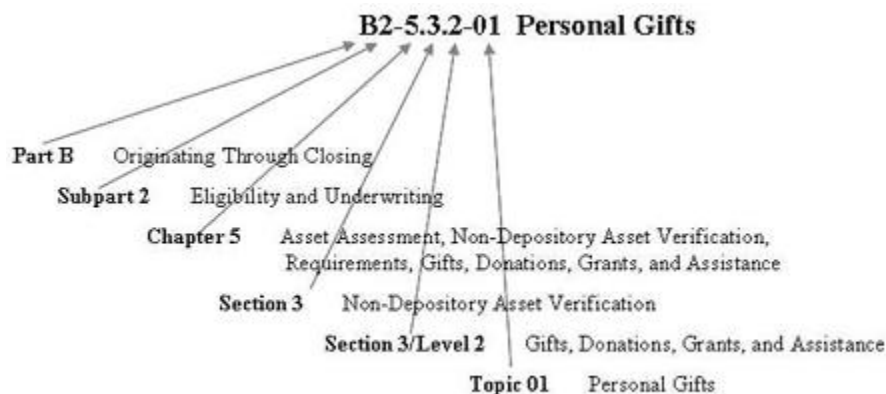 B2-5.3.2-01 Personal Gifts
Part B Originating Through Closing
Subpart 2 Eligibility and Underwriting
Chapter 5 Asset Assessment, Non-Depository Asset Verification,
Requirements, Gifts, Donations, Grants, and Assistance
Section 3 Non-Depository Asset Verification
Section 3/Level 2 Gifts, Donations, Grants, and Assistance
Topic 01 Personal Gifts